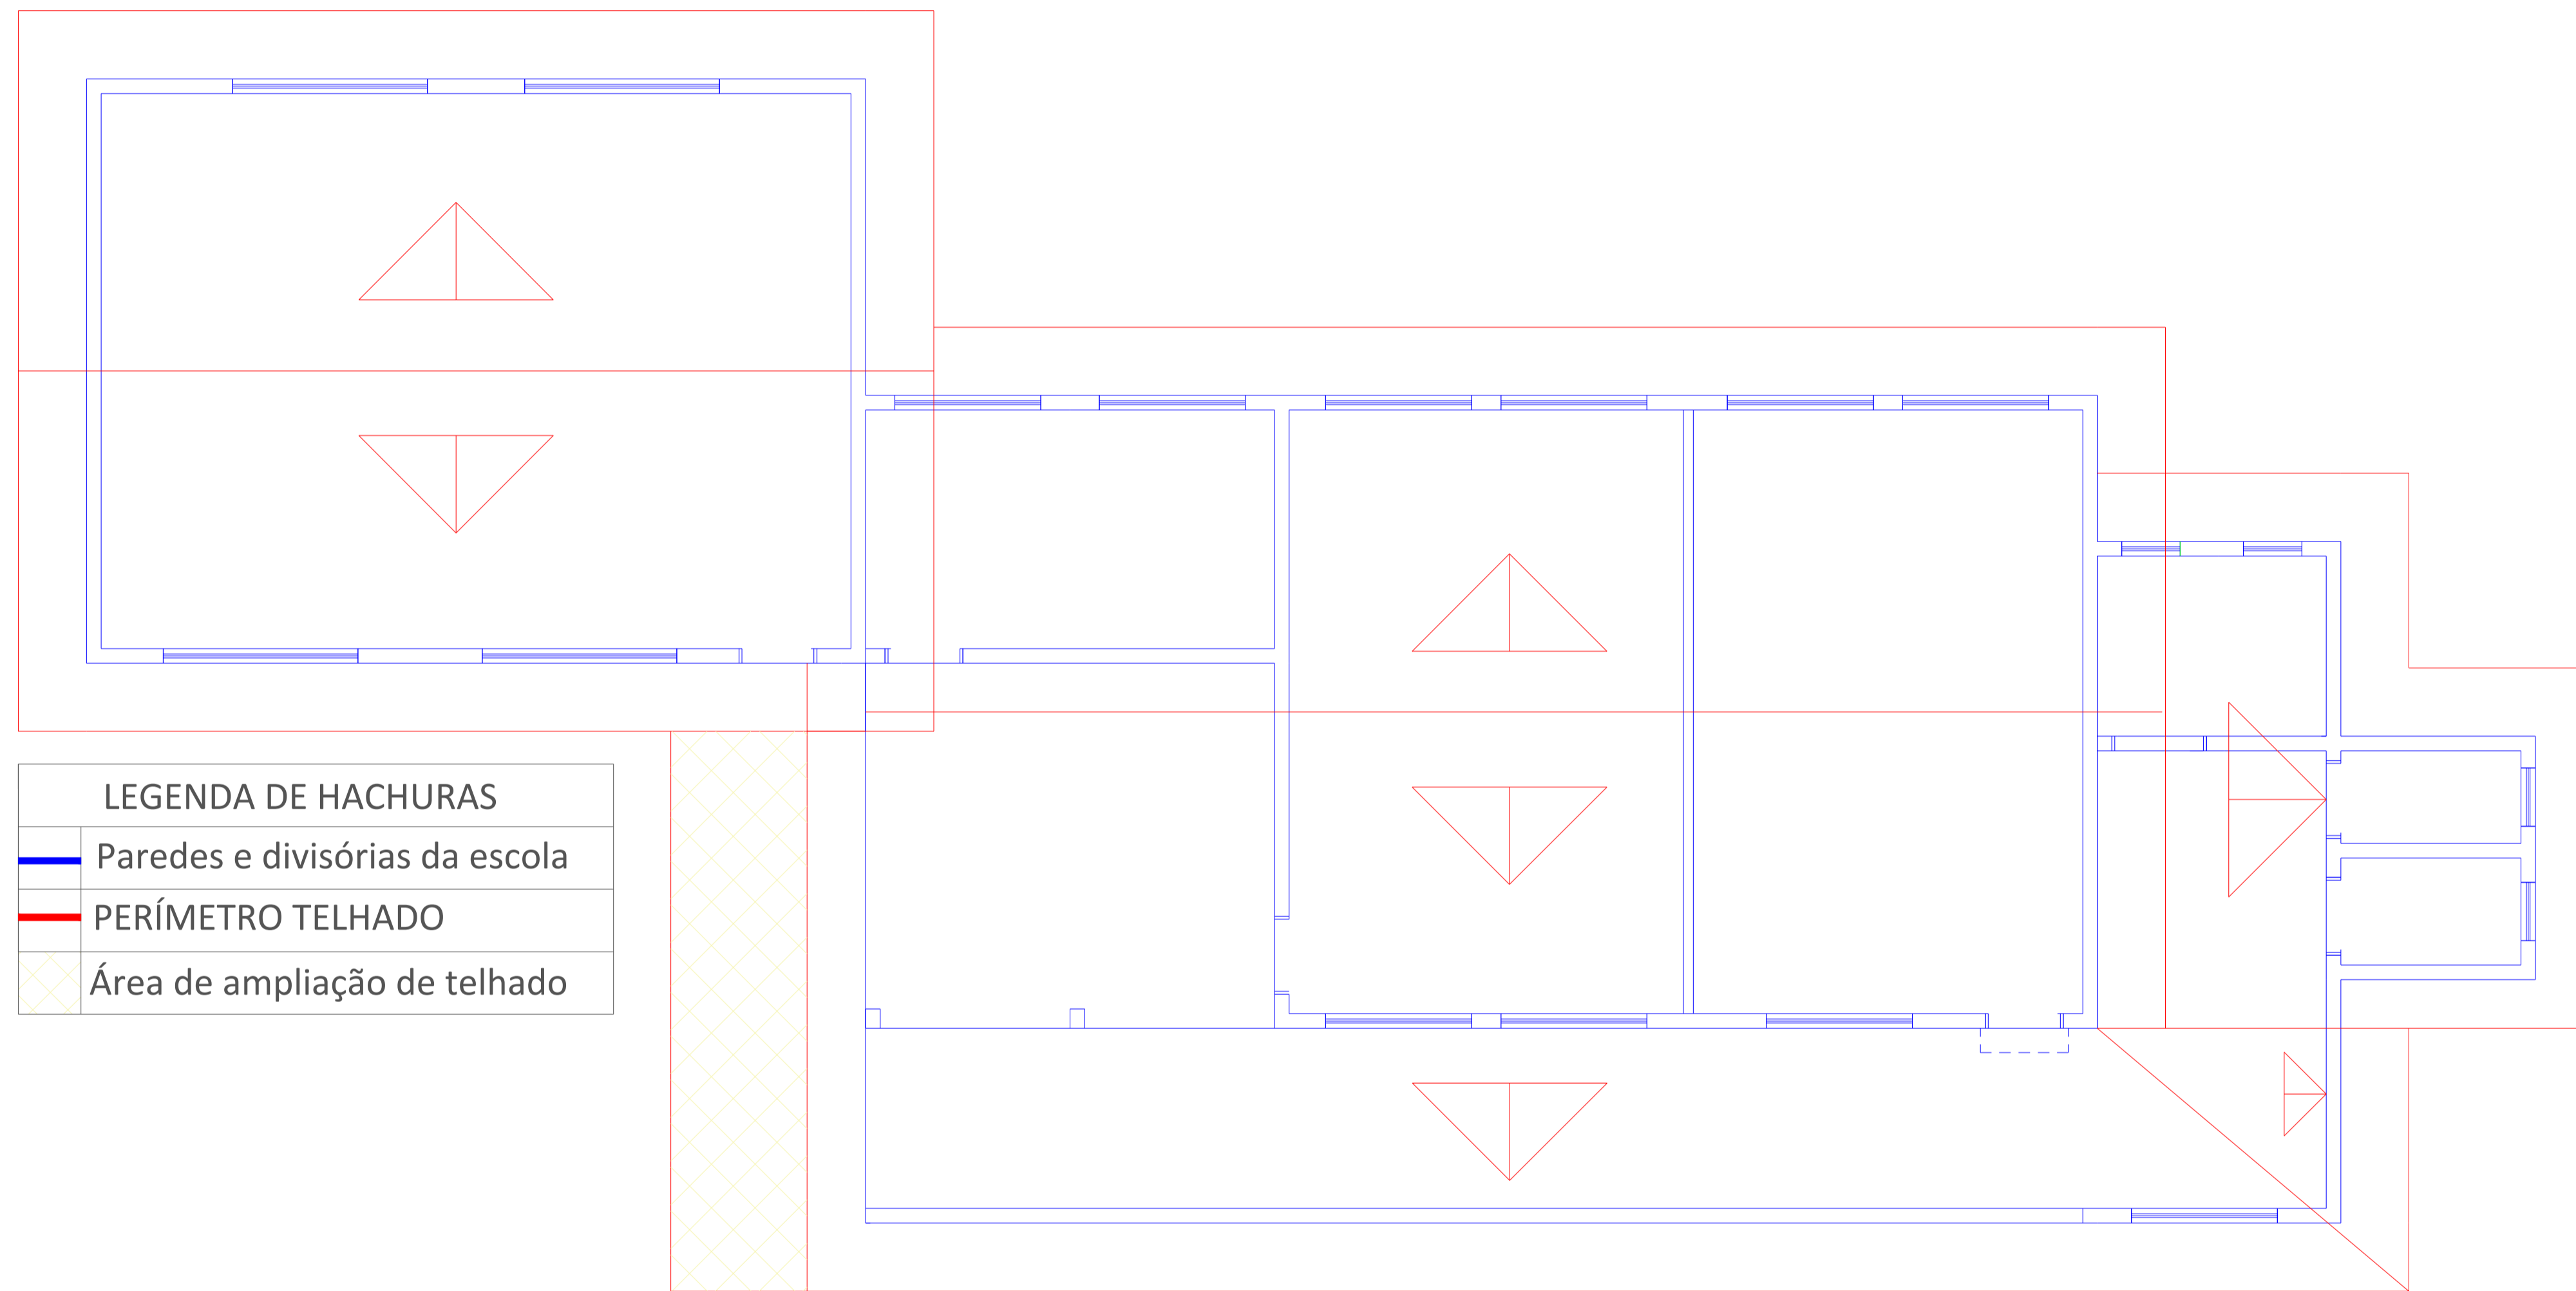 LEGENDA DE HACHURAS
Paredes e divisórias da escola
PERÍMETRO TELHADO
Área de ampliação de telhado